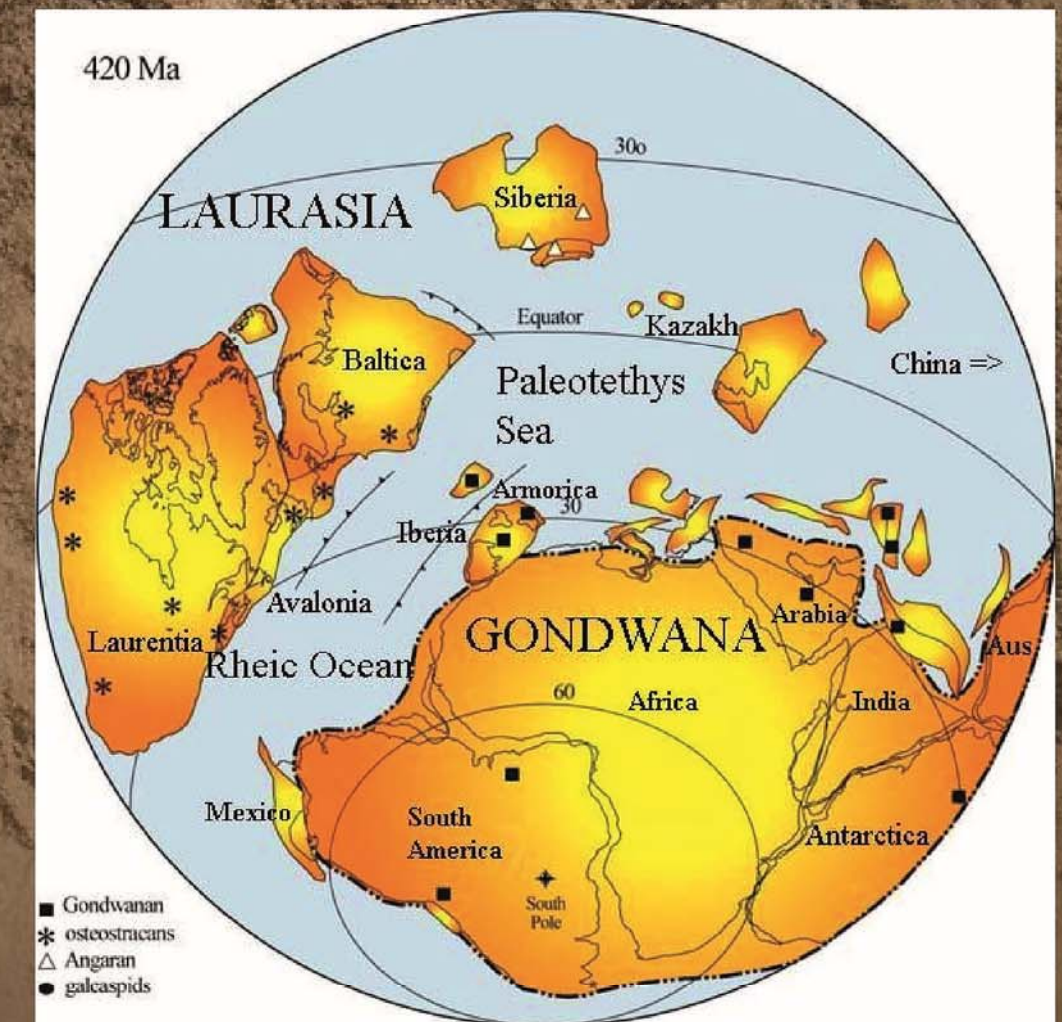 420 Ma
30o
Siberia
LAURASIA
Equator
Kazakh
Baltica
China =>
Paleotethys
Sea
Armorica
30
Iberia
Avalonia
Arabia
Laurentia
GONDWANA
Aus
Rheic Ocean
60
Africa
India
Mexico
South
America
Antarctica
South
Pole
Gondwanan
osteostracans
Angaran
galcaspids